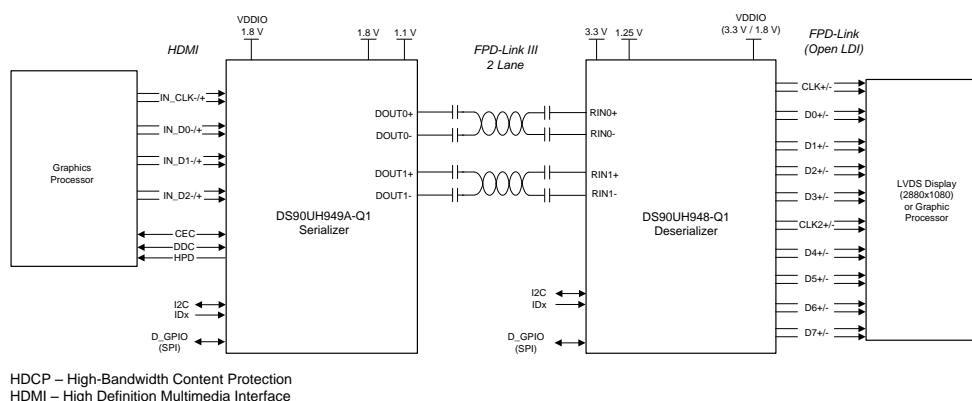 VDDIO
1.8 V
1.8 V
1.1 V
3.3 V
1.25 V
VDDIO
(3.3 V / 1.8 V)
HDMI
FPD-Link III
2 Lane
FPD-Link
(Open LDI)
Graphics
Processor
IN_CLK-/+
IN_D0-/+
IN_D1-/+
IN_D2-/+
CEC
DDC
HPD
I2C
IDx
D_GPIO
(SPI)
DOUT0+
DOUT0-
DOUT1+
DOUT1-
DS90UH949A-Q1
Serializer
RIN0+
RIN0-
RIN1+
RIN1-
DS90UH948-Q1
Deserializer
I2C
IDx
D_GPIO
(SPI)
CLK+/-
D0+/-
D1+/-
D2+/-
D3+/-
CLK2+/-
D4+/-
D5+/-
D6+/-
D7+/-
LVDS Display
(2880x1080)
or Graphic
Processor
HDCP – High-Bandwidth Content Protection
HDMI – High Definition Multimedia Interface